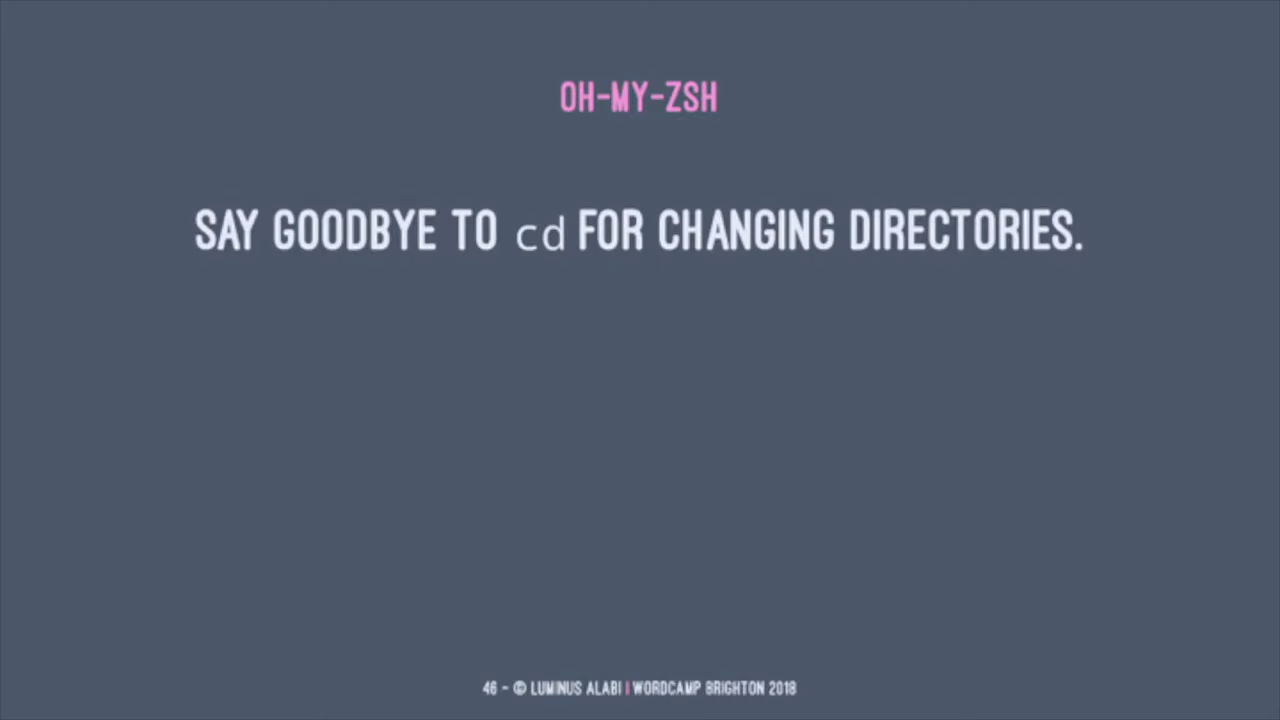 OH-MY-ZSH
SAY GOODBYE TO cd FOR CHANGING DIRECTORIES.
46 - © LUMINUS ALABI | WORDCAMP BRIGHTON 2018